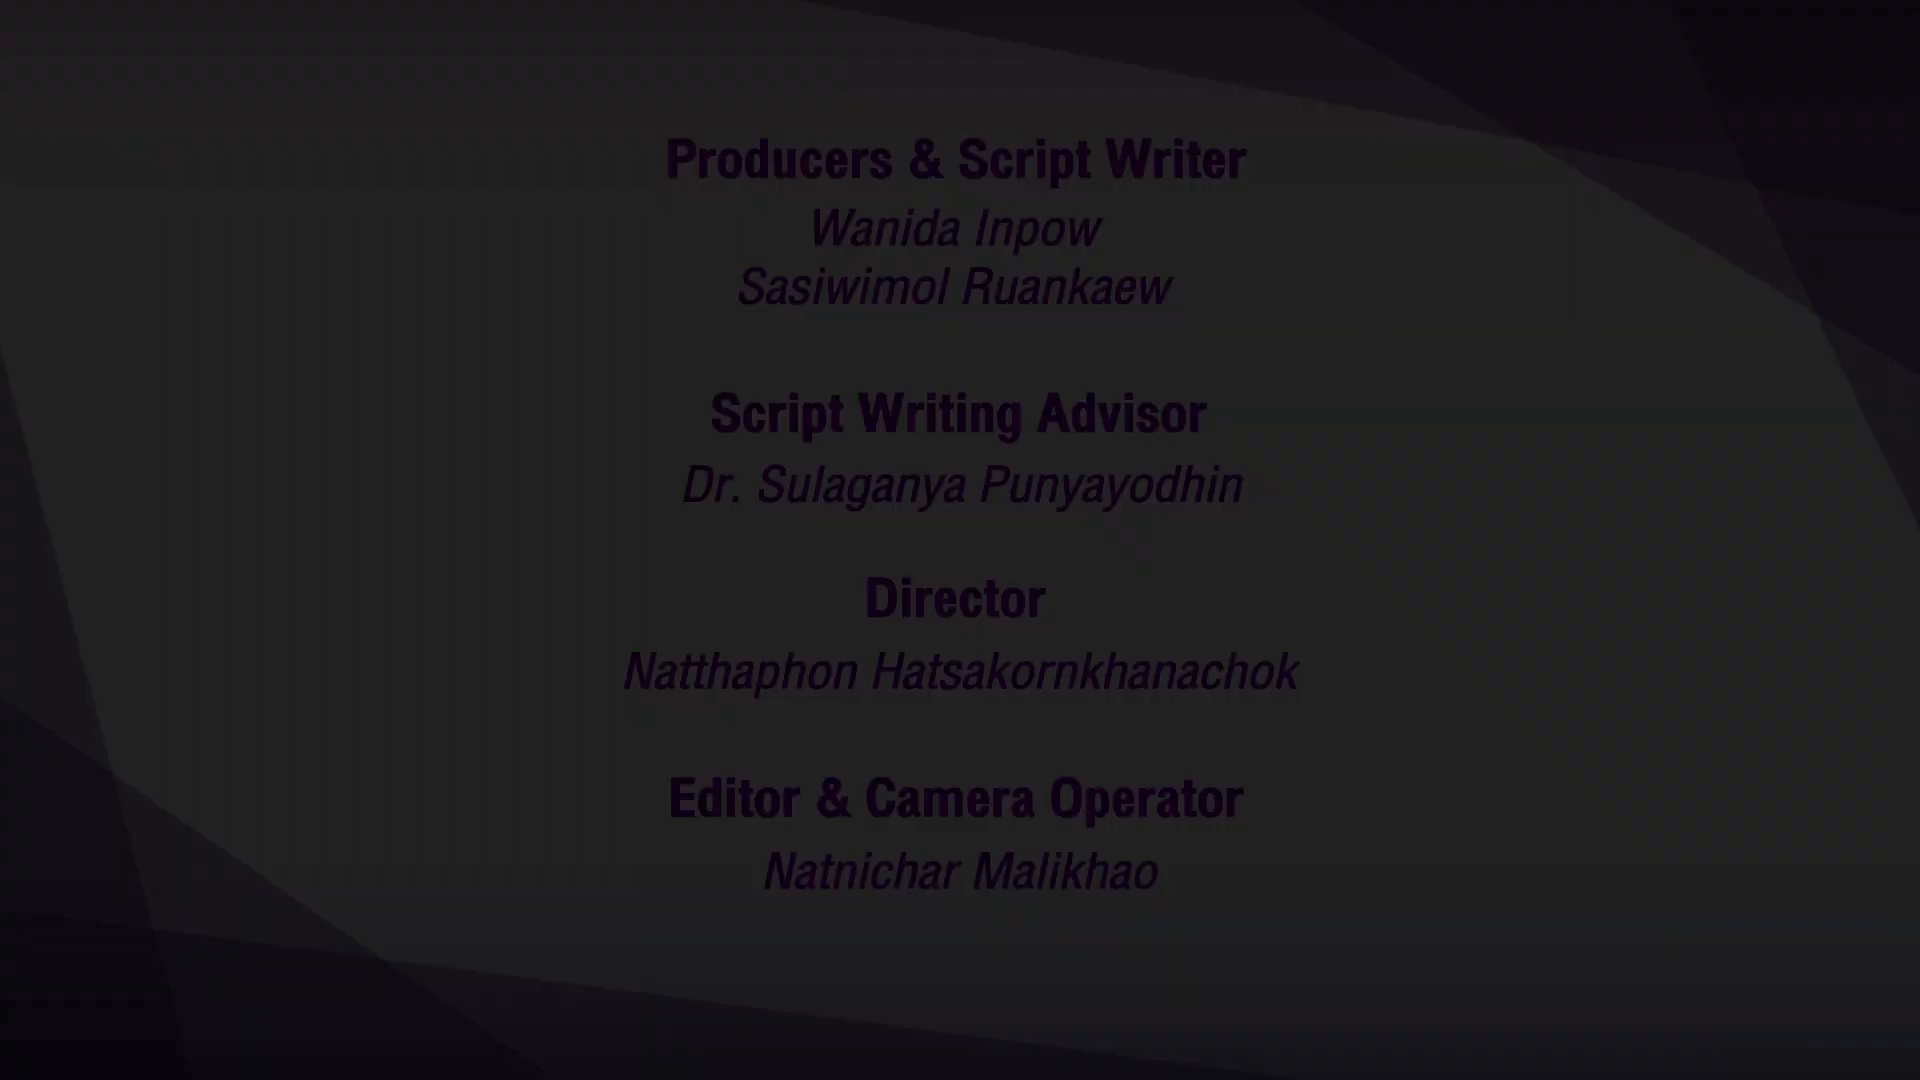 Producers & Script Writer
Wanida Inpow
Sasiwimol Ruankaew
Script Writing Advisor
Dr. Sulaganya Punyayodhin
Director
Natthaphon Hatsakornkhanachok
Editor & Camera Operator
Natnichar Malikhao